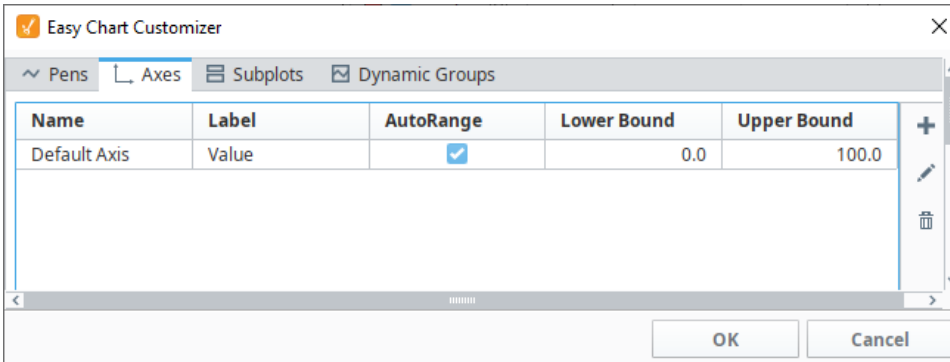 Easy Chart Customizer
Pens Axes Subplots Dynamic Groups
Name Label AutoRange Lower Bound Upper Bound
Default Axis Value 0.0 100.0
OK Cancel